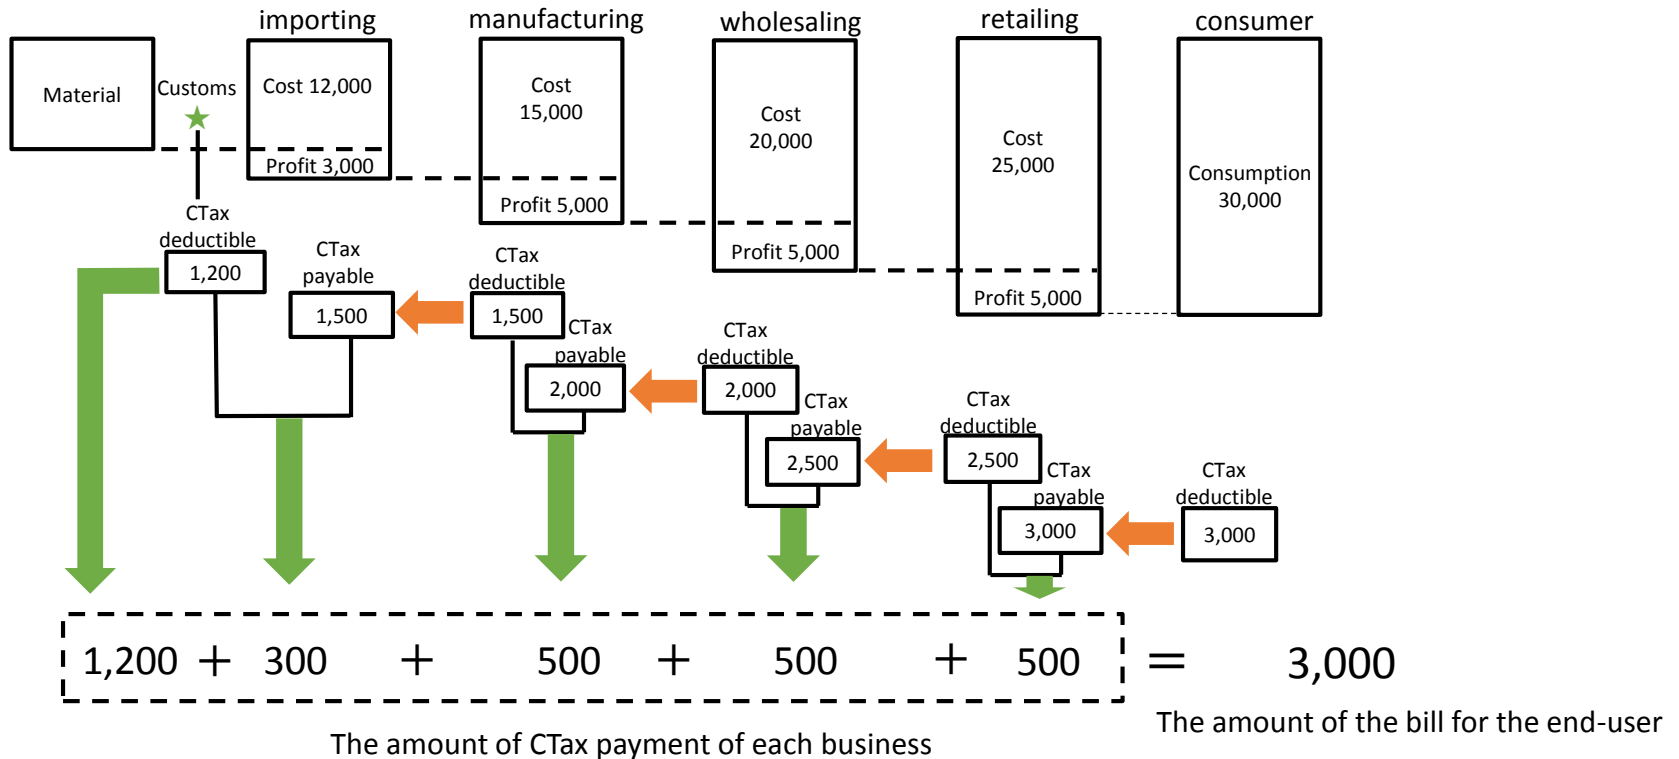 importing
manufacturing
wholesaling
retailing
consumer
Material
Customs
Cost 12,000
Profit 3,000
Cost
15,000
Profit 5,000
Cost
20,000
Profit 5,000
Cost
25,000
Profit 5,000
Consumption
30,000
CTax
deductible
1,200
CTax
payable
1,500
CTax
deductible
1,500
CTax
payable
2,000
CTax
deductible
2,000
CTax
payable
2,500
CTax
deductible
2,500
CTax
payable
3,000
CTax
deductible
3,000
1,200 + 300 + 500 + 500 + 500 = 3,000
The amount of CTax payment of each business
The amount of the bill for the end-user